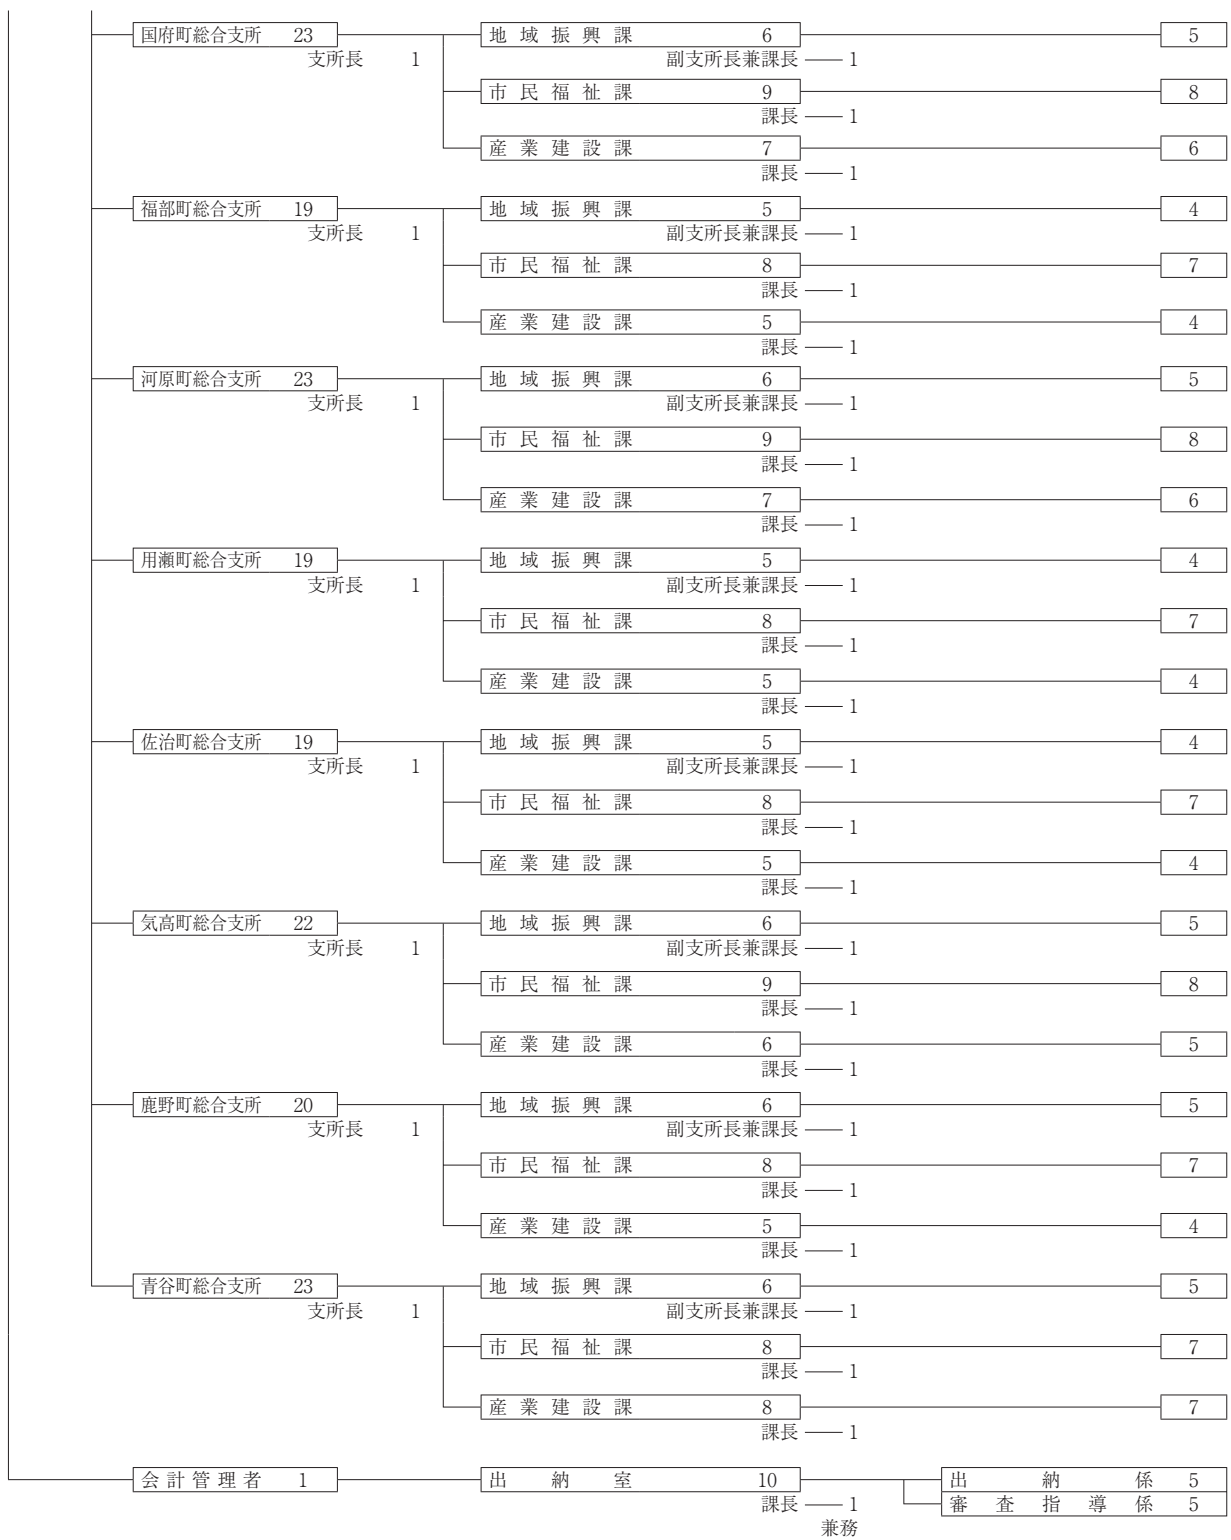 国府町総合支所 23 地域振興課 6 5
支所長 1 副支所長兼課長 1
市民福祉課 9 8
課長 1
産業建設課 7 6
課長 1
福部町総合支所 19 地域振興課 5 4
支所長 1 副支所長兼課長 1
市民福祉課 8 7
課長 1
産業建設課 5 4
課長 1
河原町総合支所 23 地域振興課 6 5
支所長 1 副支所長兼課長 1
市民福祉課 9 8
課長 1
産業建設課 7 6
課長 1
用瀬町総合支所 19 地域振興課 5 4
支所長 1 副支所長兼課長 1
市民福祉課 8 7
課長 1
産業建設課 5 4
課長 1
佐治町総合支所 19 地域振興課 5 4
支所長 1 副支所長兼課長 1
市民福祉課 8 7
課長 1
産業建設課 5 4
課長 1
気高町総合支所 22 地域振興課 6 5
支所長 1 副支所長兼課長 1
市民福祉課 9 8
課長 1
産業建設課 6 5
課長 1
鹿野町総合支所 20 地域振興課 6 5
支所長 1 副支所長兼課長 1
市民福祉課 8 7
課長 1
産業建設課 5 4
課長 1
青谷町総合支所 23 地域振興課 6 5
支所長 1 副支所長兼課長 1
市民福祉課 8 7
課長 1
産業建設課 8 7
課長 1
会計管理者 1 出納室 10 出納係 5
課長 1 審査指導係 5
兼務